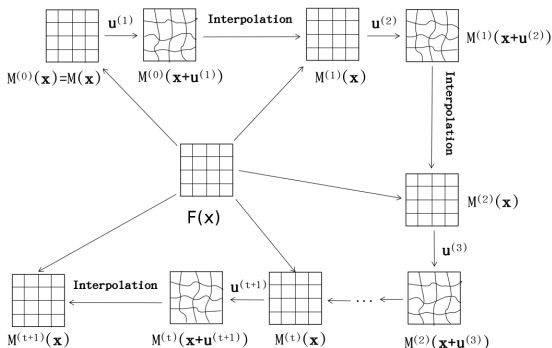 u(1)
Interpolation
u(2)
M(0)(x)=M(x)
M(0)(x+u(1))
M(1)(x)
M(1)(x+u(2))
Interpolation
M(2)(x)
F(x)
u(3)
Interpolation
u(t+1)
...
M(t+1)(x)
M(t)(x+u(t+1))
M(t)(x)
M(2)(x+u(3))